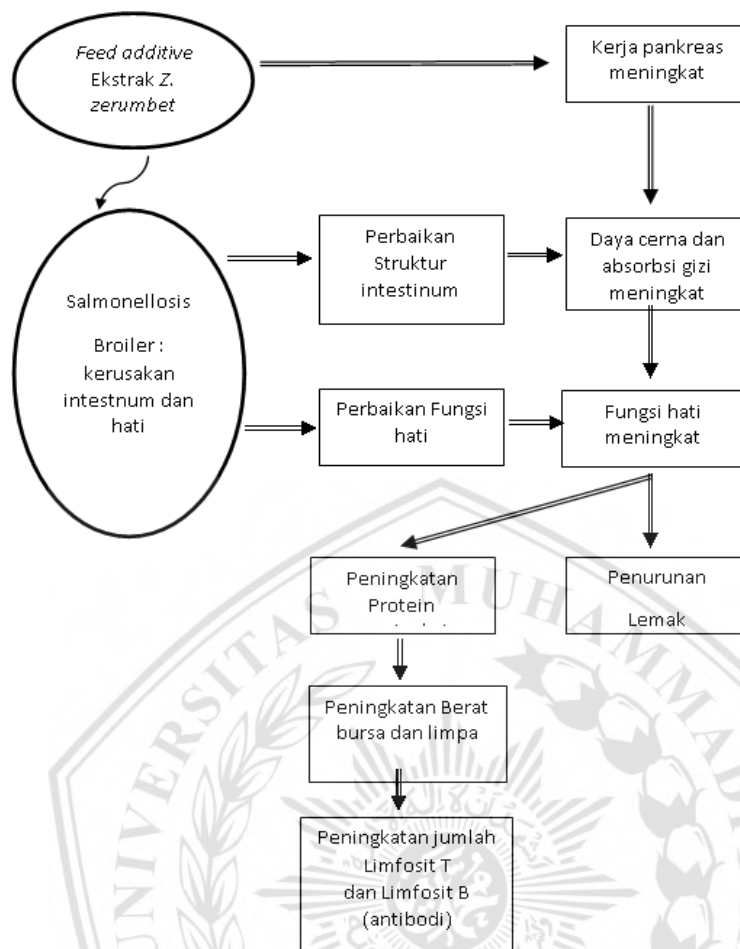 Feed additive
Ekstrak Z.
zerumbet
Kerja pankreas
meningkat
Salmonellosis
Broiler :
kerusakan
intestnum dan
hati
Perbaikan
Struktur
intestinum
Daya cerna dan
absorbsi gizi
meningkat
Perbaikan Fungsi
hati
Fungsi hati
meningkat
Peningkatan
Protein
Penurunan
Lemak
Peningkatan Berat
bursa dan limpa
Peningkatan jumlah
Limfosit T
dan Limfosit B
(antibodi)
UNIVERSITAS MUHAMMAD